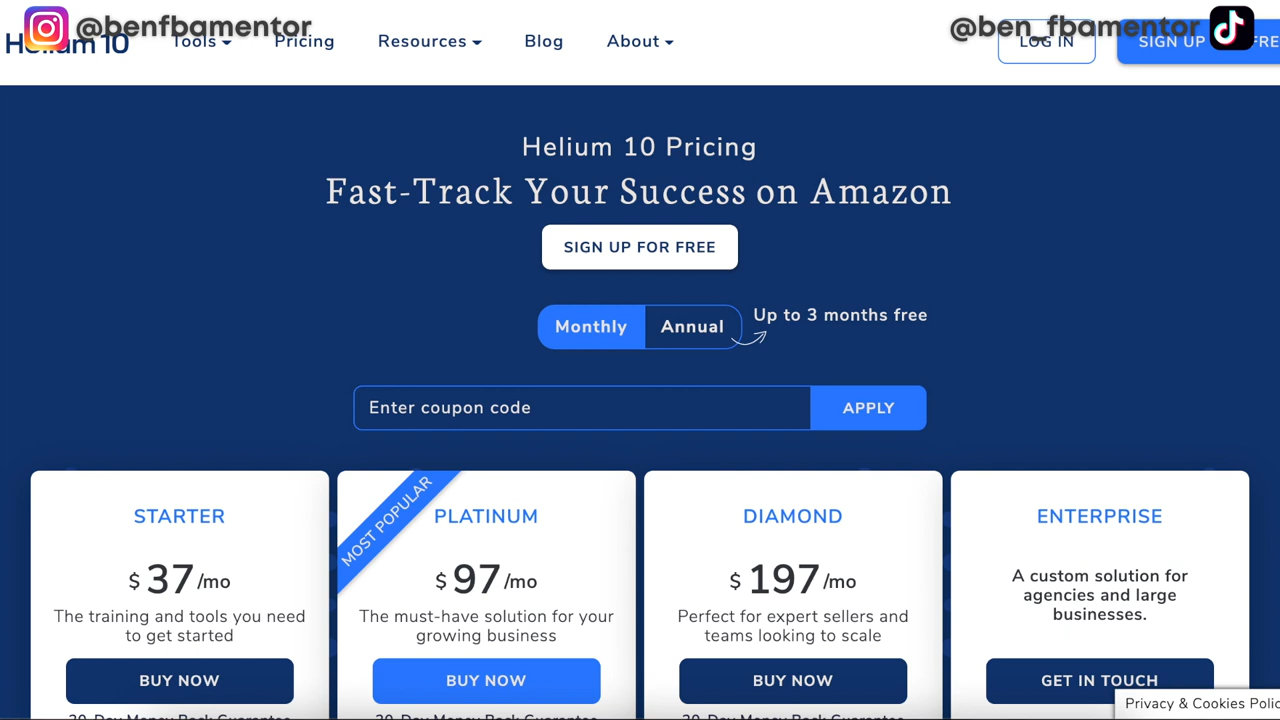 @benfbamentor
@ben_fbamentor
Helium 10
Tools
Pricing
Resources
Blog
About
LOG IN
SIGN UP
Helium 10 Pricing
Fast-Track Your Success on Amazon
SIGN UP FOR FREE
Monthly
Annual
Up to 3 months free
Enter coupon code
APPLY
STARTER
$ 37 /mo
The training and tools you need
to get started
BUY NOW
MOST POPULAR
PLATINUM
$ 97 /mo
The must-have solution for your
growing business
BUY NOW
DIAMOND
$ 197 /mo
Perfect for expert sellers and
teams looking to scale
BUY NOW
ENTERPRISE
A custom solution for
agencies and large
businesses.
GET IN TOUCH
Privacy & Cookies